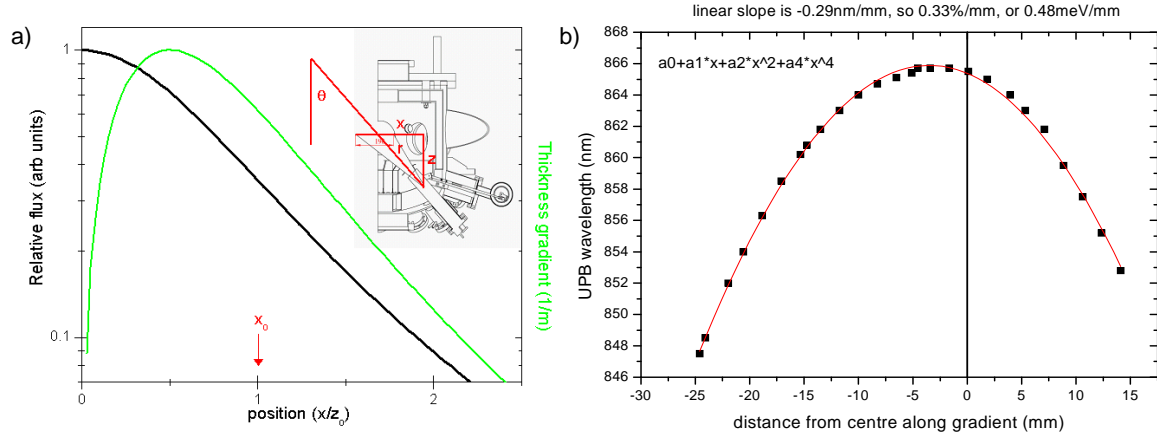 linear slope is -0.29nm/mm, so 0.33%/mm, or 0.48meV/mm
a)
1
0.1
0 1 2
Relative flux (arb units)
Thickness gradient (1/m)
position (x/z₀)
x₀
θ
x
r
z
b)
a0+a1*x+a2*x^2+a4*x^4
868
866
864
862
860
858
856
854
852
850
848
846
-30 -25 -20 -15 -10 -5 0 5 10 15
UPB wavelength (nm)
distance from centre along gradient (mm)